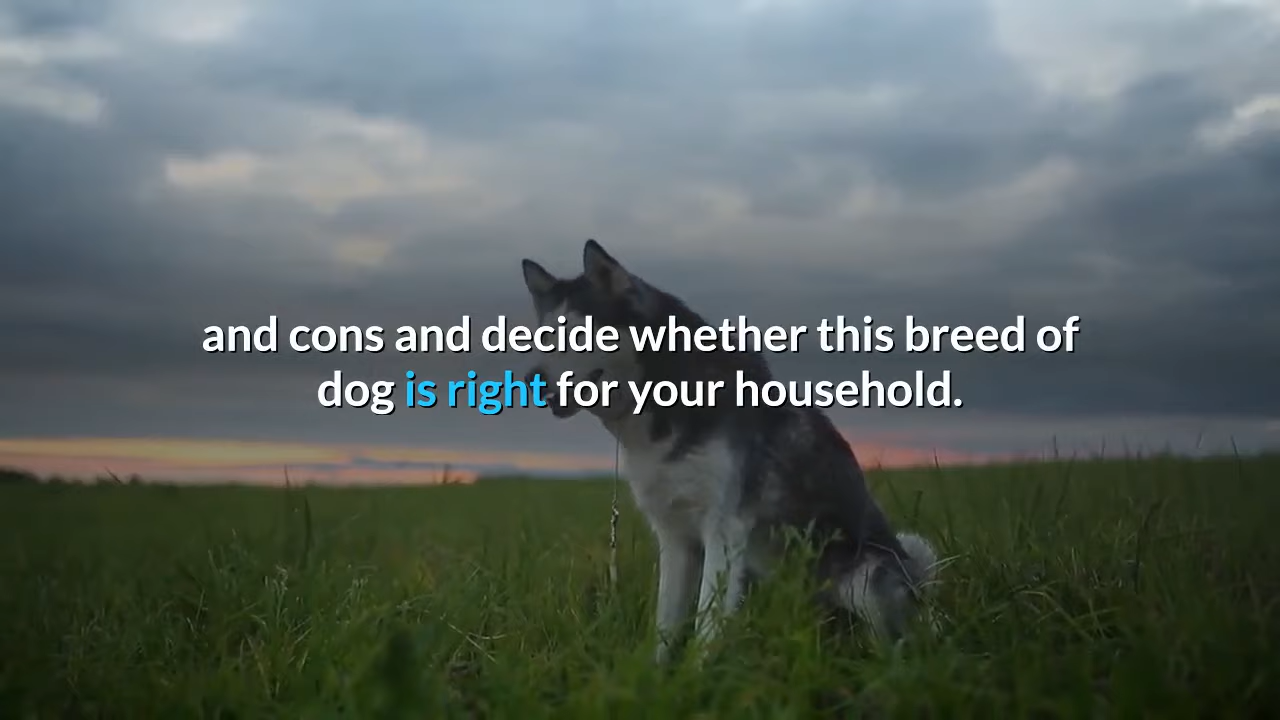 and cons and decide whether this breed of
dog is right for your household.